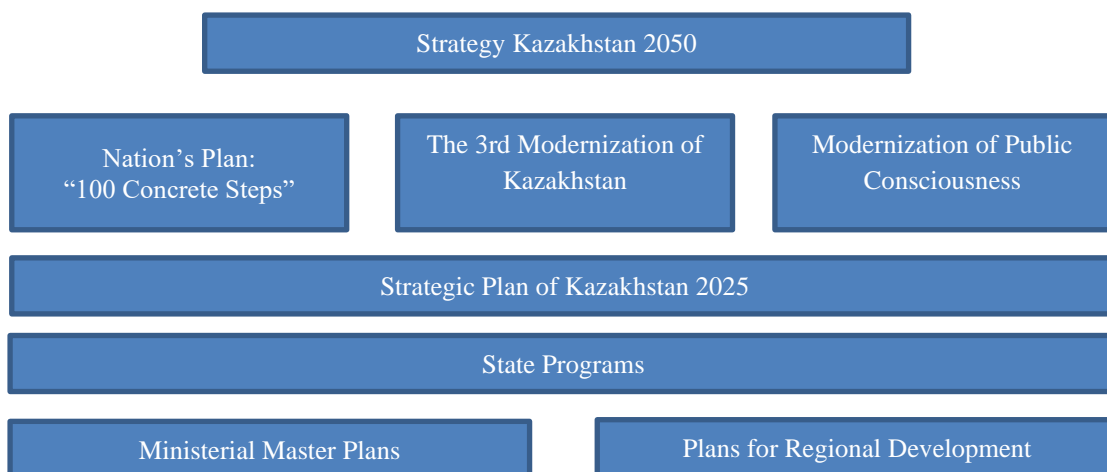 Strategy Kazakhstan 2050
Nation’s Plan:
“100 Concrete Steps”
The 3rd Modernization of
Kazakhstan
Modernization of Public
Consciousness
Strategic Plan of Kazakhstan 2025
State Programs
Ministerial Master Plans
Plans for Regional Development